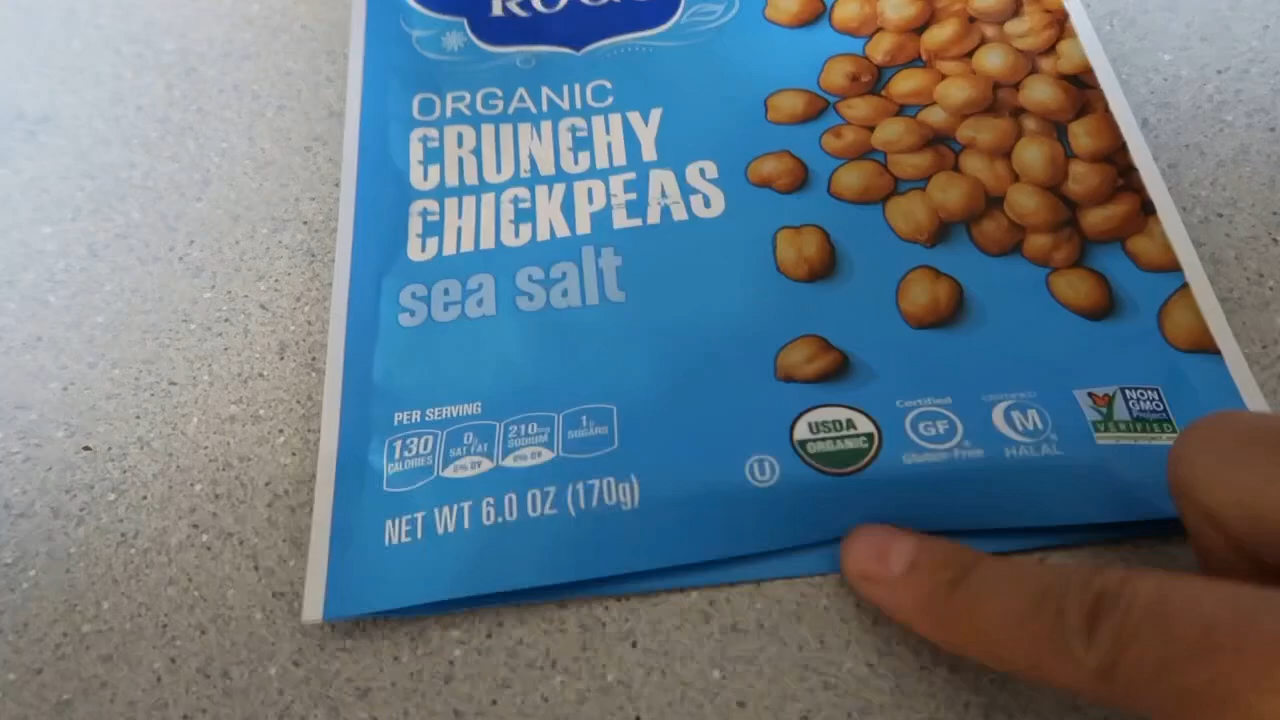 ORGANIC
CRUNCHY
CHICKPEAS
sea salt
PER SERVING
130
CALORIES
0g
SAT FAT
0% DV
210mg
SODIUM
9% DV
1g
SUGARS
NET WT 6.0 OZ (170g)
U
USDA
ORGANIC
Certified
GF
Gluten-Free
CERTIFIED
M
HALAL
NON
GMO
Project
VERIFIED